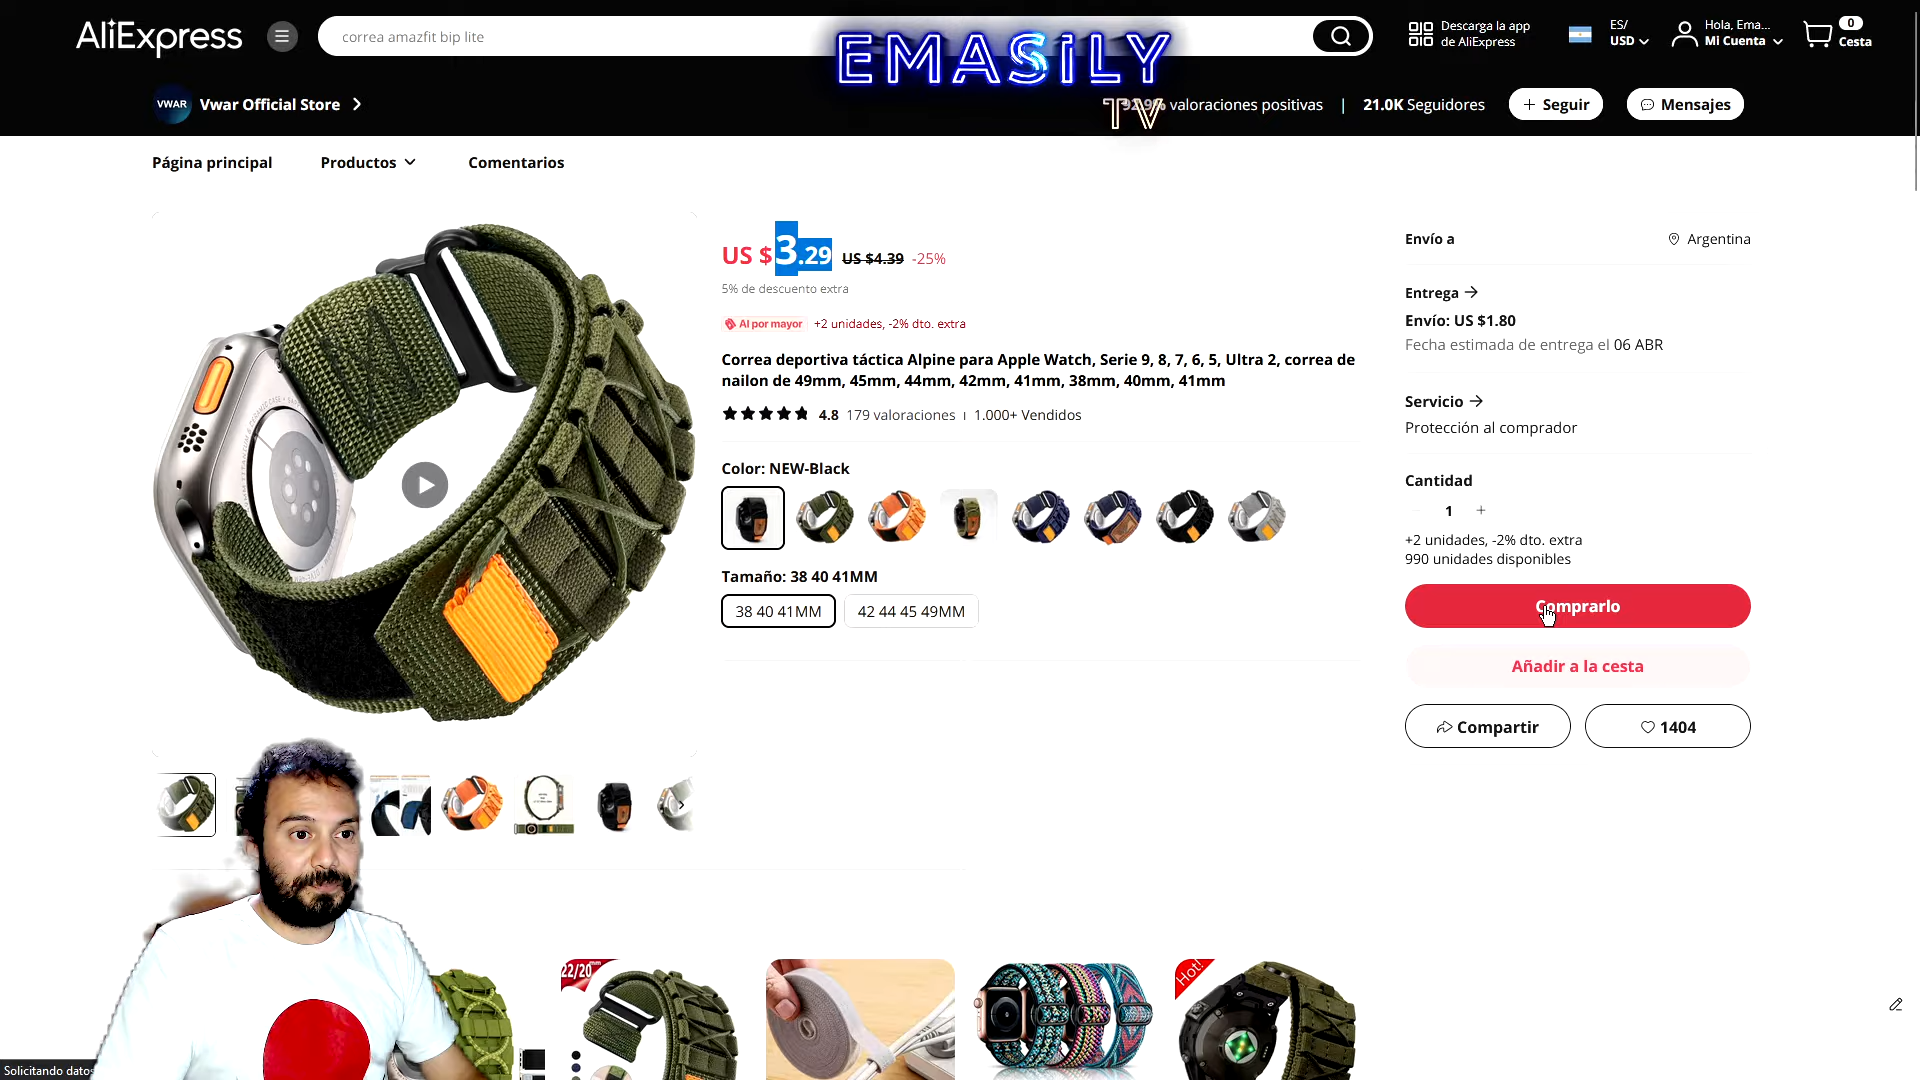 AliExpress
correa amazfit bip lite
EMASiLY
TV
Descarga la app
de AliExpress
ES/
USD
Hola, Ema...
Mi Cuenta
0
Cesta
VWAR
Vwar Official Store
92.9% valoraciones positivas | 21.0K Seguidores
+ Seguir
Mensajes
Página principal
Productos
Comentarios
US $3.29 US $4.39 -25%
5% de descuento extra
Al por mayor +2 unidades, -2% dto. extra
Correa deportiva táctica Alpine para Apple Watch, Serie 9, 8, 7, 6, 5, Ultra 2, correa de
nailon de 49mm, 45mm, 44mm, 42mm, 41mm, 38mm, 40mm, 41mm
4.8 179 valoraciones | 1.000+ Vendidos
Color: NEW-Black
Tamaño: 38 40 41MM
38 40 41MM
42 44 45 49MM
Envío a
Argentina
Entrega
Envío: US $1.80
Fecha estimada de entrega el 06 ABR
Servicio
Protección al comprador
Cantidad
1 +
+2 unidades, -2% dto. extra
990 unidades disponibles
Comprarlo
Añadir a la cesta
Compartir
1404
22/20mm
Hot!
Solicitando datos